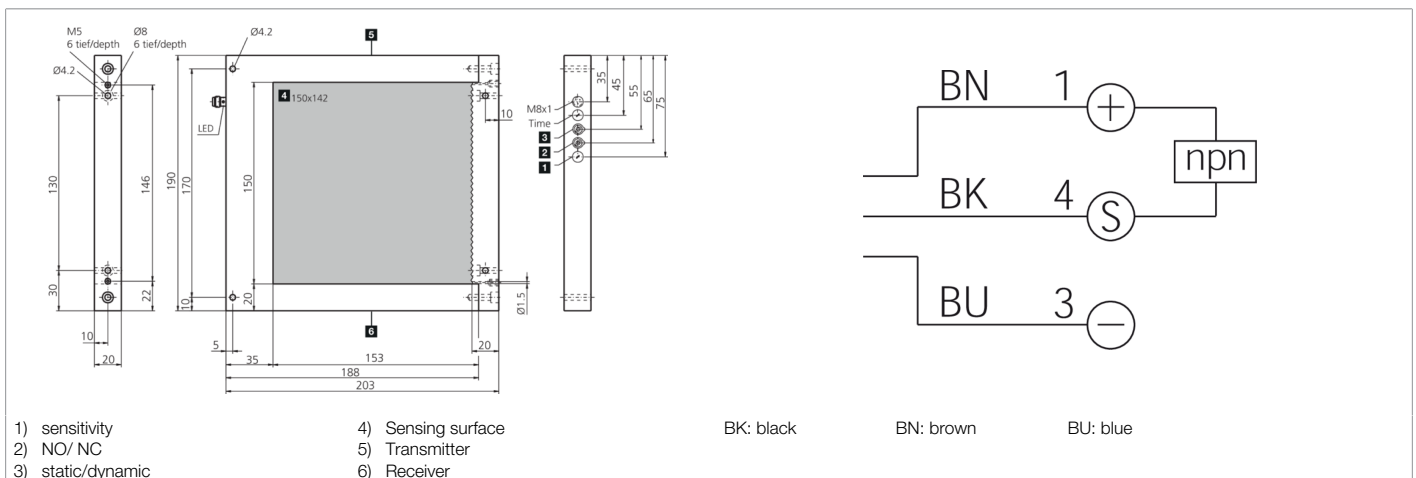 M5
6 tief/depth
Ø8
6 tief/depth
Ø4.2
130
30
146
22
10
20
Ø4.2
5
LED
4 150x142
190
170
150
20
10
10
Ø1.5
5
35
153
20
188
203
6
M8x1
Time
3
2
1
35
45
55
65
75
BN 1 +
npn
BK 4 S
BU 3 −
1) sensitivity
2) NO/ NC
3) static/dynamic
4) Sensing surface
5) Transmitter
6) Receiver
BK: black BN: brown BU: blue